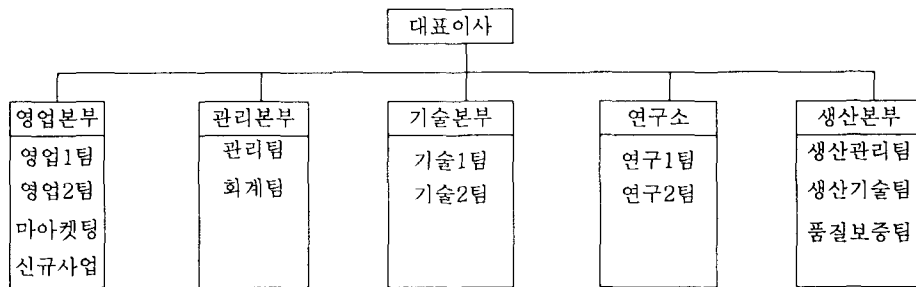 대표이사
영업본부
영업1팀
영업2팀
마아켓팅
신규사업
관리본부
관리팀
회계팀
기술본부
기술1팀
기술2팀
연구소
연구1팀
연구2팀
생산본부
생산관리팀
생산기술팀
품질보증팀